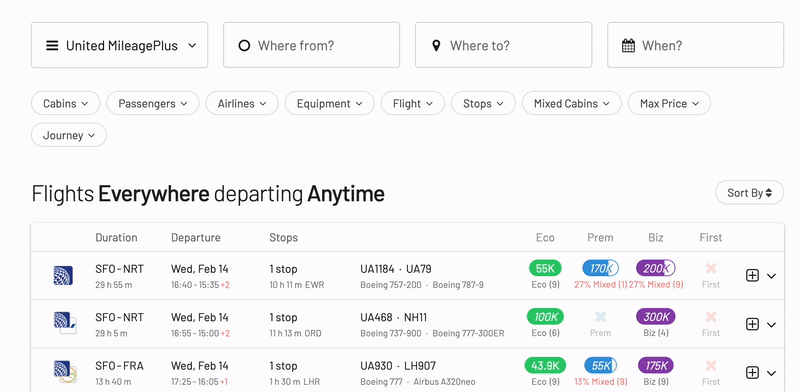 United MileagePlus Where from? Where to? When?
Cabins Passengers Airlines Equipment Flight Stops Mixed Cabins Max Price
Journey
Flights Everywhere departing Anytime Sort By
Duration Departure Stops Eco Prem Biz First
SFO - NRT Wed, Feb 14 1 stop UA1184 · UA79 55K 170K 200K
29 h 55 m 16:40 - 15:35 +2 10 h 11 m EWR Boeing 757-200 · Boeing 787-9 Eco (9) 27% Mixed (1) 27% Mixed (9) First
SFO - NRT Wed, Feb 14 1 stop UA468 · NH11 100K 300K
29 h 5 m 16:55 - 15:00 +2 11 h 13 m ORD Boeing 737-900 · Boeing 777-300ER Eco (6) Prem Biz (4) First
SFO - FRA Wed, Feb 14 1 stop UA930 · LH907 43.9K 55K 175K
13 h 40 m 17:25 - 16:05 +1 1 h 30 m LHR Boeing 777 · Airbus A320neo Eco (9) 13% Mixed (9) Biz (9) First